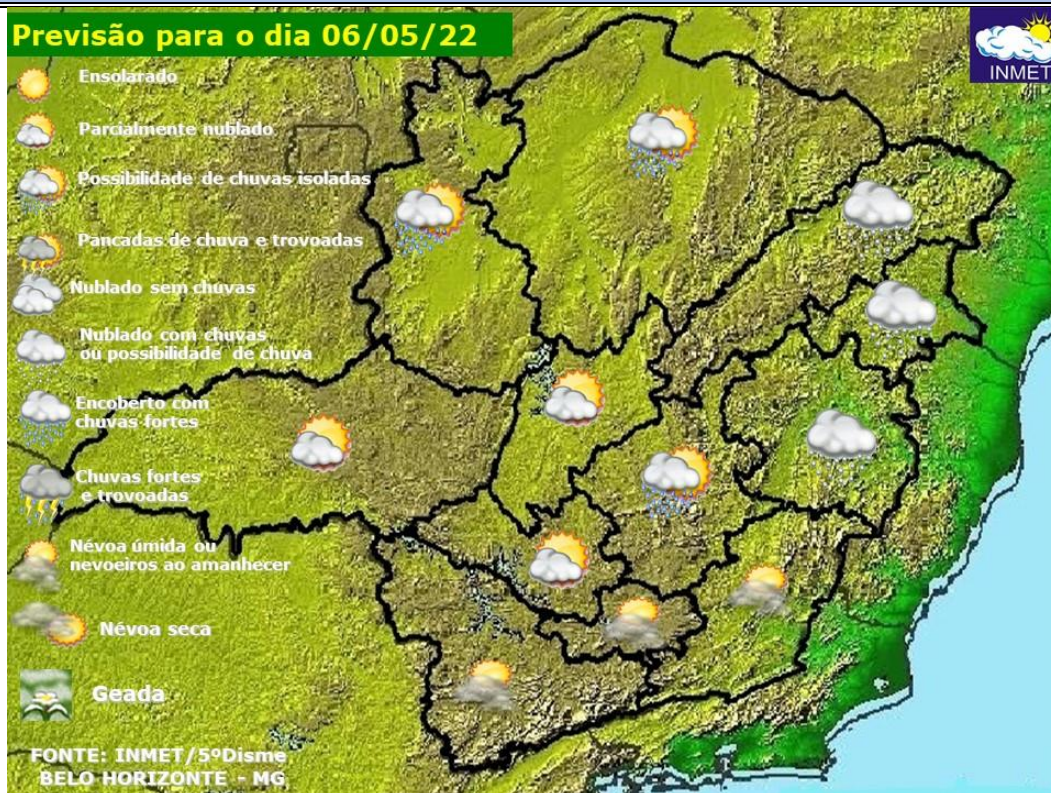 Previsão para o dia 06/05/22
INMET
Ensolarado
Parcialmente nublado
Possibilidade de chuvas isoladas
Pancadas de chuva e trovoadas
Nublado sem chuvas
Nublado com chuvas
ou possibilidade de chuva
Encoberto com
chuvas fortes
Chuvas fortes
e trovoadas
Névoa úmida ou
nevoeiros ao amanhecer
Névoa seca
Geada
FONTE: INMET/5ºDisme
BELO HORIZONTE - MG